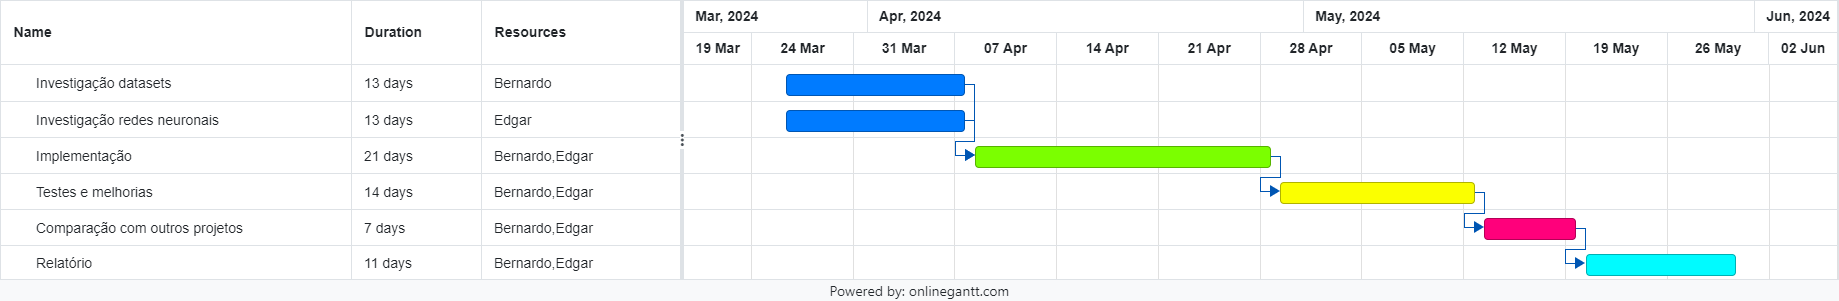 Name Duration Resources Mar, 2024 Apr, 2024 May, 2024 Jun, 2024
19 Mar 24 Mar 31 Mar 07 Apr 14 Apr 21 Apr 28 Apr 05 May 12 May 19 May 26 May 02 Jun
Investigação datasets 13 days Bernardo
Investigação redes neuronais 13 days Edgar
Implementação 21 days Bernardo,Edgar
Testes e melhorias 14 days Bernardo,Edgar
Comparação com outros projetos 7 days Bernardo,Edgar
Relatório 11 days Bernardo,Edgar
Powered by: onlinegantt.com